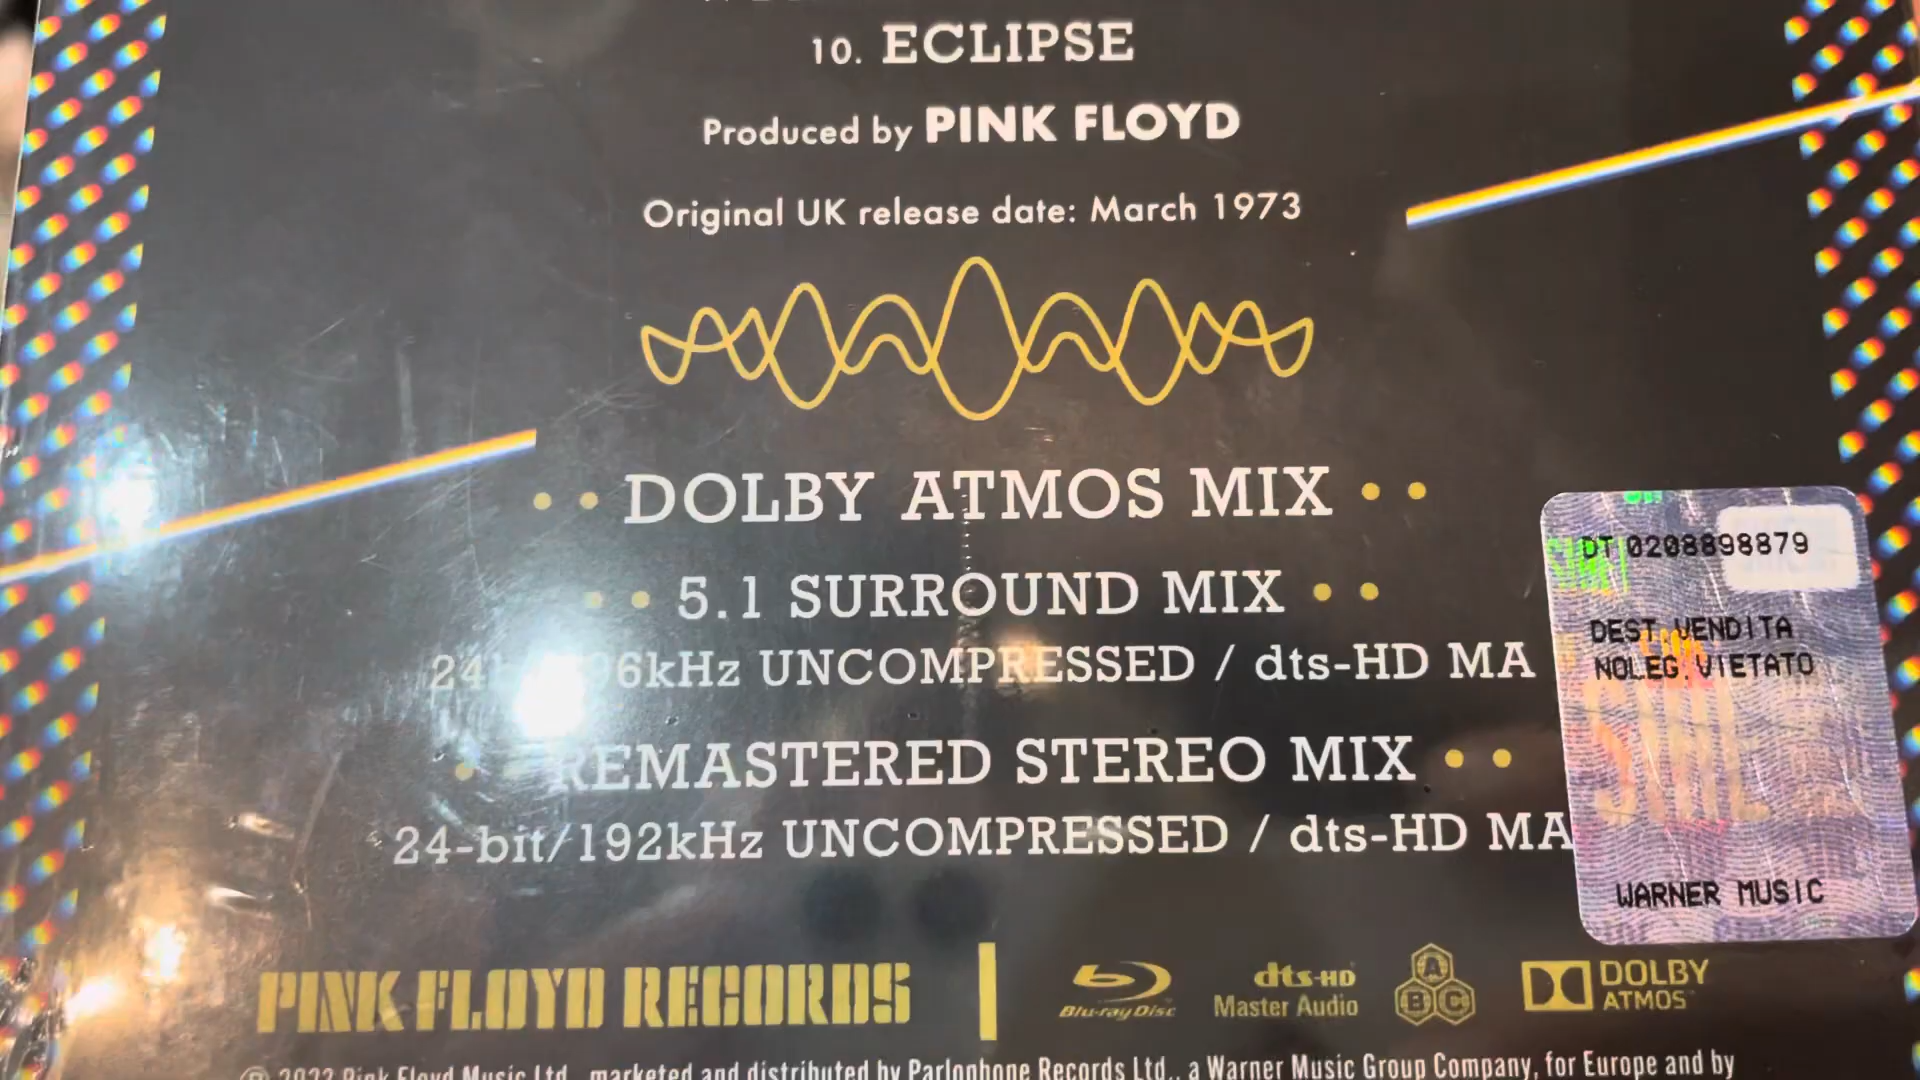 10. ECLIPSE
Produced by PINK FLOYD
Original UK release date: March 1973
DOLBY ATMOS MIX
5.1 SURROUND MIX
24 96kHz UNCOMPRESSED / dts-HD MA
REMASTERED STEREO MIX
24-bit/192kHz UNCOMPRESSED / dts-HD MA
DT 0208898879
DEST.VENDITA
NOLEG.VIETATO
SIAE
WARNER MUSIC
PINK FLOYD RECORDS
Blu-ray Disc
dts-HD
Master Audio
A
B C
DOLBY
ATMOS
Pink Floyd Music Ltd., marketed and distributed by Parlophone Records Ltd., a Warner Music Group Company, for Europe and by